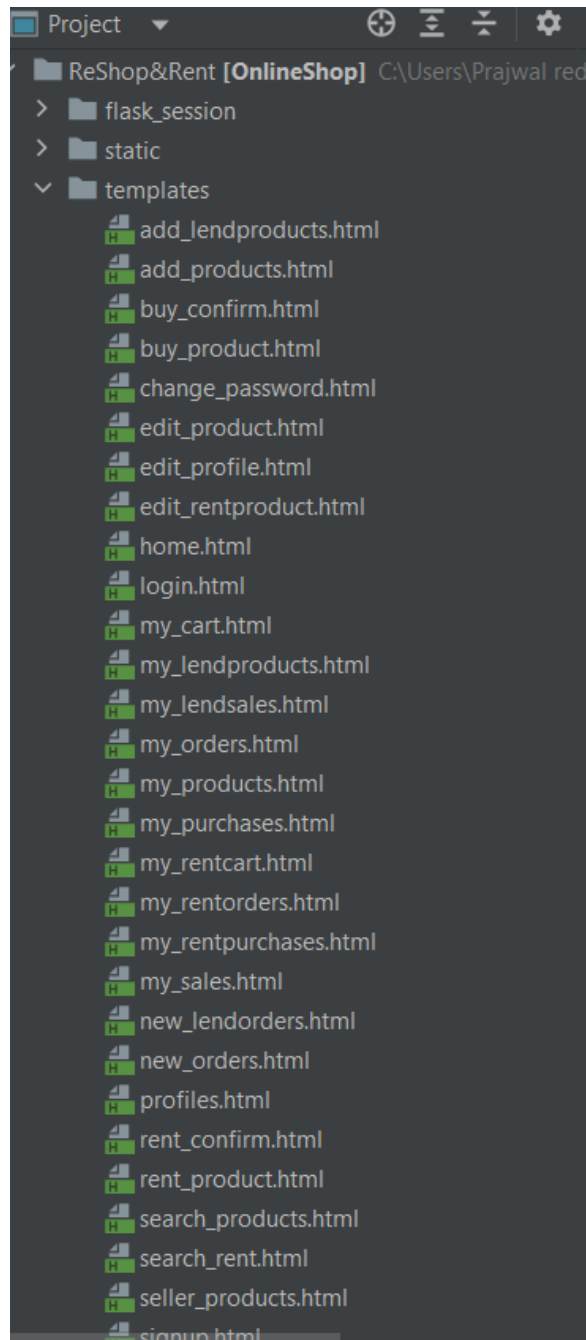 Project
ReShop&Rent [OnlineShop] C:\Users\Prajwal red
flask_session
static
templates
add_lendproducts.html
add_products.html
buy_confirm.html
buy_product.html
change_password.html
edit_product.html
edit_profile.html
edit_rentproduct.html
home.html
login.html
my_cart.html
my_lendproducts.html
my_lendsales.html
my_orders.html
my_products.html
my_purchases.html
my_rentcart.html
my_rentorders.html
my_rentpurchases.html
my_sales.html
new_lendorders.html
new_orders.html
profiles.html
rent_confirm.html
rent_product.html
search_products.html
search_rent.html
seller_products.html
signup.html